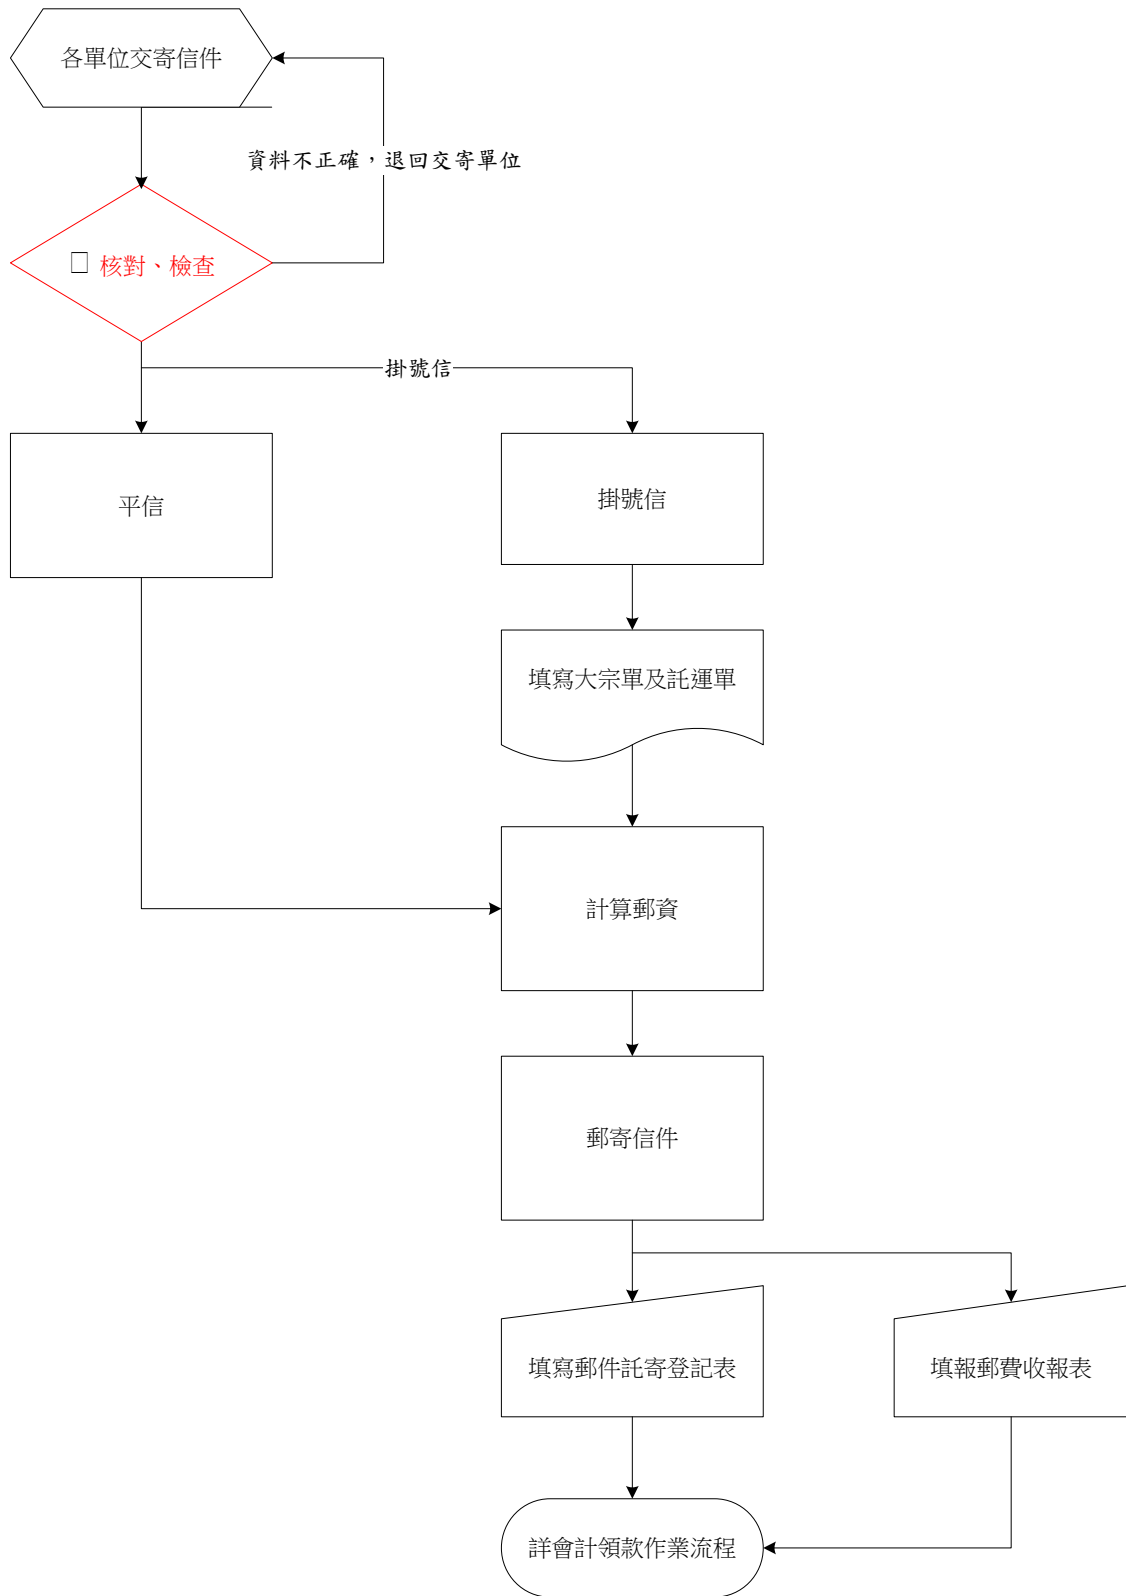 各單位交寄信件
資料不正確，退回交寄單位
□ 核對、檢查
掛號信
平信
掛號信
填寫大宗單及託運單
計算郵資
郵寄信件
填寫郵件託寄登記表
填報郵費收報表
詳會計領款作業流程